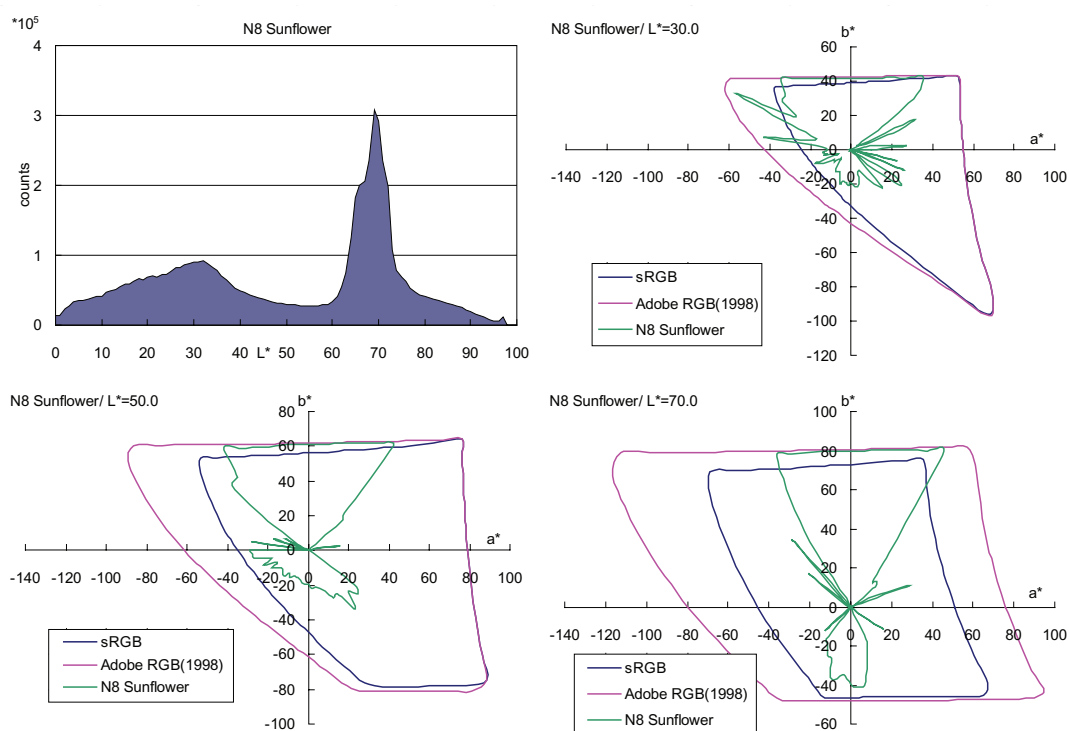 *10⁵
N8 Sunflower
counts
4
3
2
1
0
0 10 20 30 40 L* 50 60 70 80 90 100
N8 Sunflower/ L*=30.0
b*
60
40
20
0
-20
-40
-60
-80
-100
-120
a*
-140 -120 -100 -80 -60 -40 -20 0 20 40 60 80 100
sRGB
Adobe RGB(1998)
N8 Sunflower
N8 Sunflower/ L*=50.0
b*
80
60
40
20
0
-20
-40
-60
-80
-100
a*
-140 -120 -100 -80 -60 -40 -20 0 20 40 60 80 100
sRGB
Adobe RGB(1998)
N8 Sunflower
N8 Sunflower/ L*=70.0
b*
100
80
60
40
20
0
-20
-40
-60
a*
-140 -120 -100 -80 -60 -40 -20 0 20 40 60 80 100
sRGB
Adobe RGB(1998)
N8 Sunflower